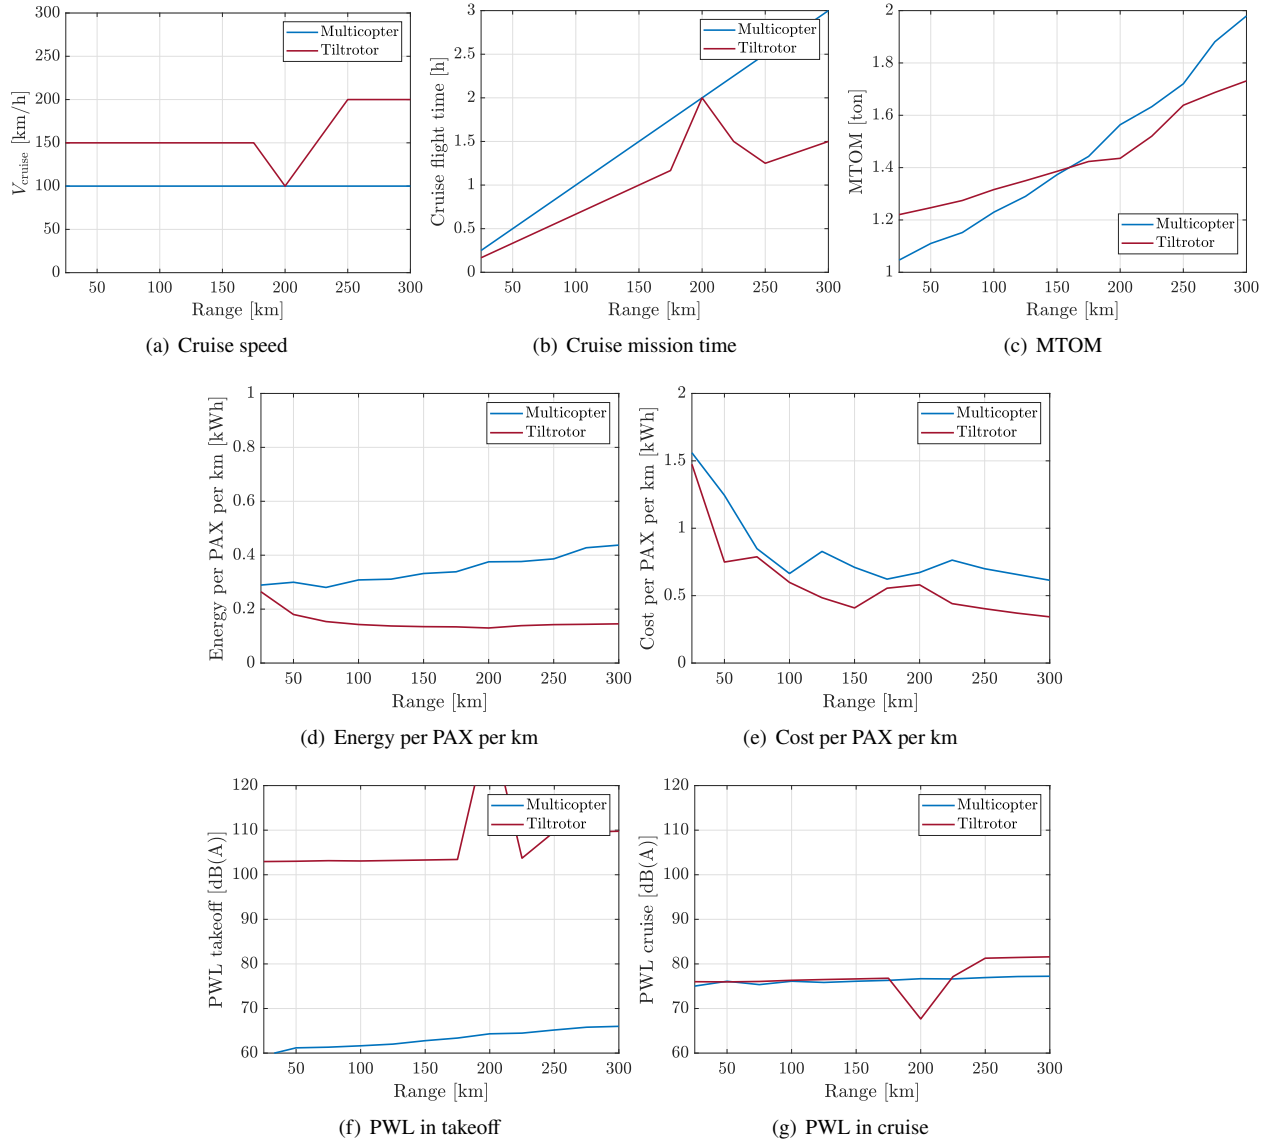 300
250
200
150
100
50
0
V_cruise [km/h]
Multicopter
Tiltrotor
50 100 150 200 250 300
Range [km]
(a) Cruise speed
3
2.5
2
1.5
1
0.5
0
Cruise flight time [h]
Multicopter
Tiltrotor
50 100 150 200 250 300
Range [km]
(b) Cruise mission time
2
1.8
1.6
1.4
1.2
1
MTOM [ton]
Multicopter
Tiltrotor
50 100 150 200 250 300
Range [km]
(c) MTOM
1
0.8
0.6
0.4
0.2
0
Energy per PAX per km [kWh]
Multicopter
Tiltrotor
50 100 150 200 250 300
Range [km]
(d) Energy per PAX per km
2
1.5
1
0.5
0
Cost per PAX per km [kWh]
Multicopter
Tiltrotor
50 100 150 200 250 300
Range [km]
(e) Cost per PAX per km
120
110
100
90
80
70
60
PWL takeoff [dB(A)]
Multicopter
Tiltrotor
50 100 150 200 250 300
Range [km]
(f) PWL in takeoff
120
110
100
90
80
70
60
PWL cruise [dB(A)]
Multicopter
Tiltrotor
50 100 150 200 250 300
Range [km]
(g) PWL in cruise